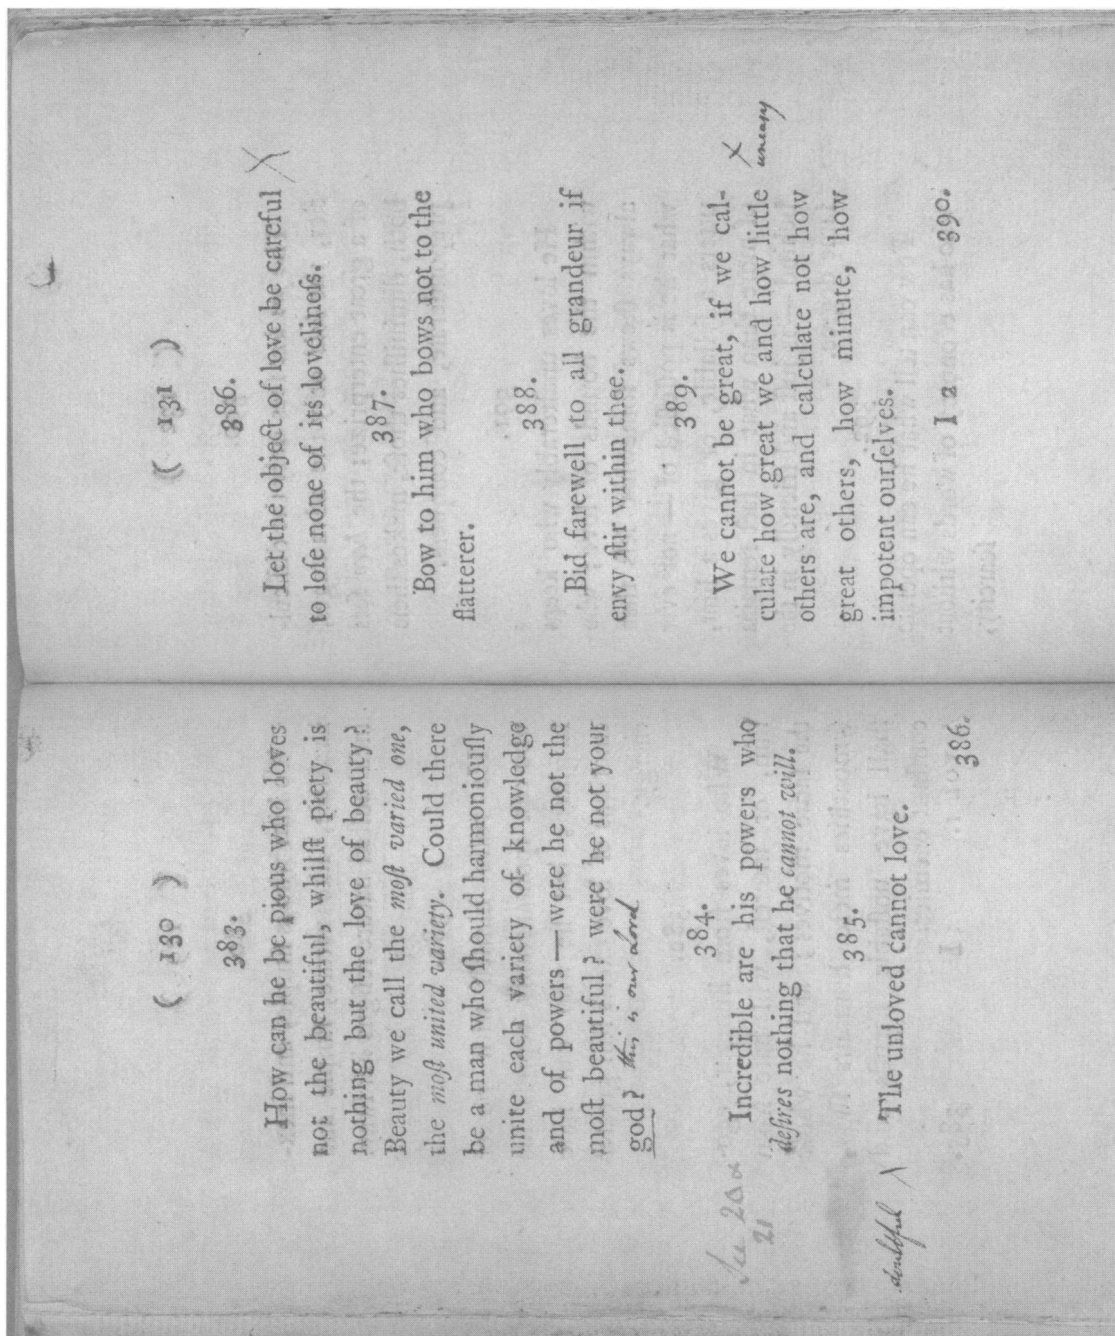 ( 130 )
383.
How can he be pious who loves
not the beautiful, whilſt piety is
nothing but the love of beauty?
Beauty we call the moſt varied one,
the moſt united variety. Could there
be a man who ſhould harmoniouſly
unite each variety of knowledge
and of powers—were he not the
moſt beautiful? were he not your
god? this is our Lord
384.
Incredible are his powers who
deſires nothing that he cannot will.
See
21
385.
doubtful X The unloved cannot love.
386.
( 131 )
386.
Let the object of love be careful X
to loſe none of its lovelineſs.
387.
Bow to him who bows not to the
flatterer.
388.
Bid farewell to all grandeur if
envy ſtir within thee.
389.
We cannot be great, if we cal- X
culate how great we and how little uneasy
others are, and calculate not how
great others, how minute, how
impotent ourſelves.
I 2 390.